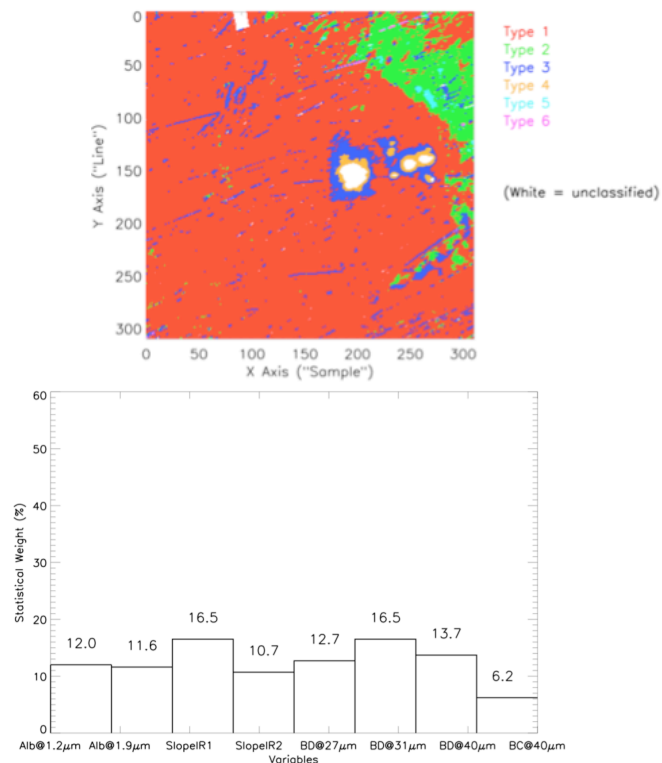 0
50
100
150
200
250
300
Y Axis ("Line")
0 50 100 150 200 250 300
X Axis ("Sample")
Type 1
Type 2
Type 3
Type 4
Type 5
Type 6
(White = unclassified)
60
50
40
30
20
10
0
Statistical Weight (%)
12.0 11.6 16.5 10.7 12.7 16.5 13.7 6.2
Alb@1.2μm Alb@1.9μm SlopeIR1 SlopeIR2 BD@27μm BD@31μm BD@40μm BC@40μm
Variables